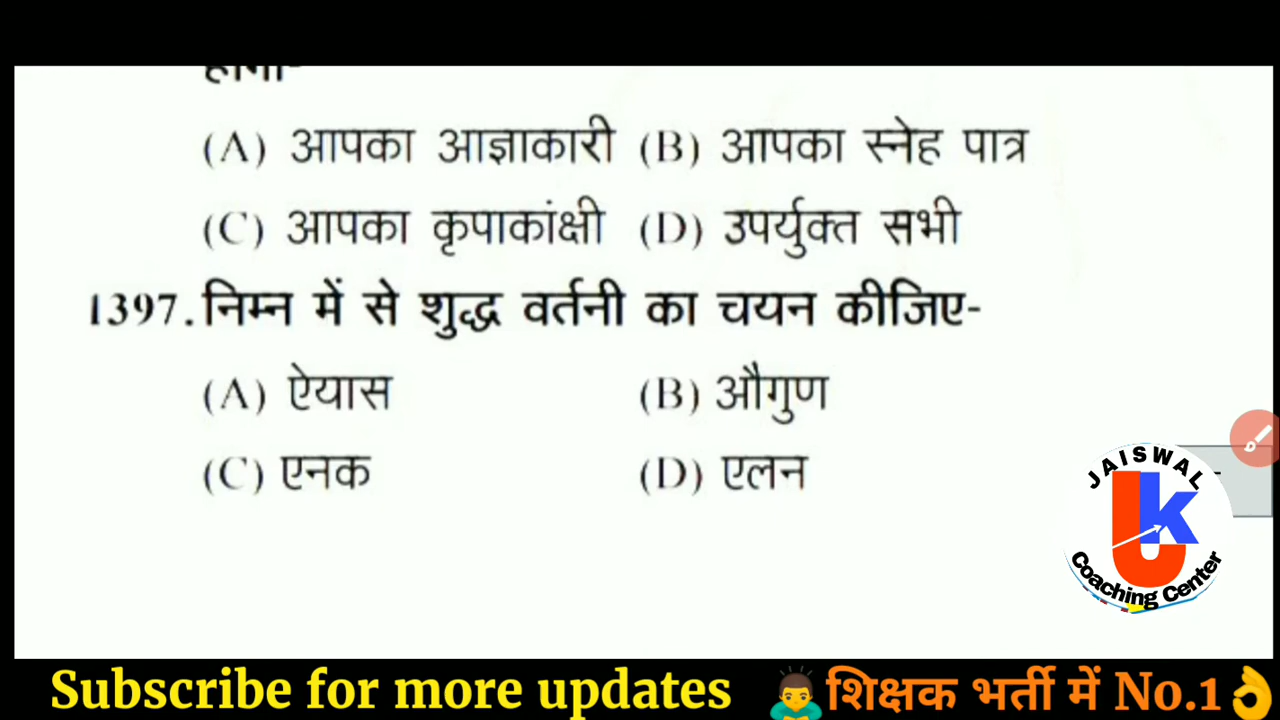 (A) आपका आज्ञाकारी (B) आपका स्नेह पात्र
(C) आपका कृपाकांक्षी (D) उपर्युक्त सभी
1397. निम्न में से शुद्ध वर्तनी का चयन कीजिए-
(A) ऐयास (B) औगुण
(C) एनक (D) एलन
JAISWAL
JK
Coaching Center
Subscribe for more updates 🙇‍♂️शिक्षक भर्ती में No.1👌